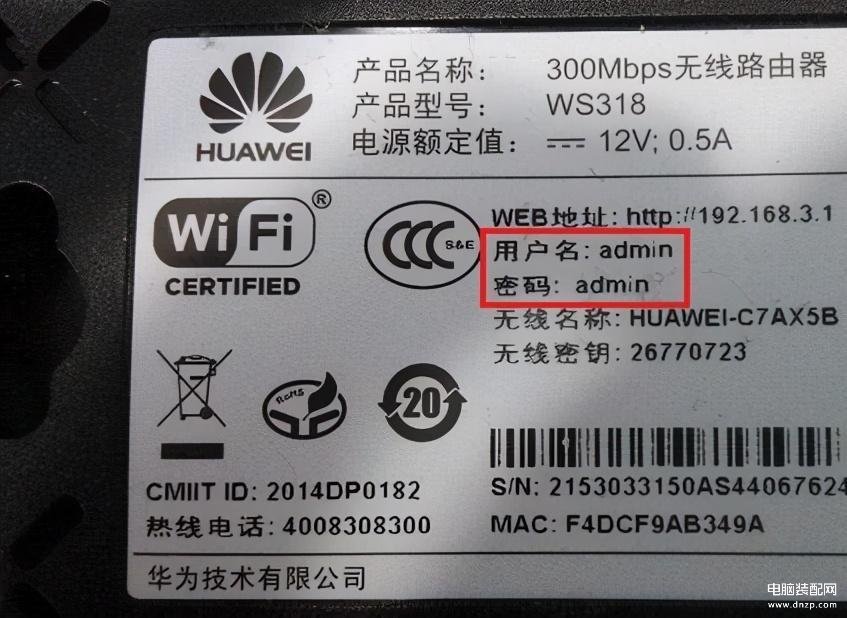 HUAWEI
产品名称: 300Mbps无线路由器
产品型号: WS318
电源额定值: 12V; 0.5A
Wi Fi ®
CERTIFIED
CCC S&E
WEB地址: http://192.168.3.1
用户名: admin
密码: admin
无线名称: HUAWEI-C7AX5B
无线密钥: 26770723
RoHS
20
CMIIT ID: 2014DP0182
热线电话: 4008308300
S/N: 2153033150AS44067624
MAC: F4DCF9AB349A
华为技术有限公司
电脑装配网
www.dnzp.com